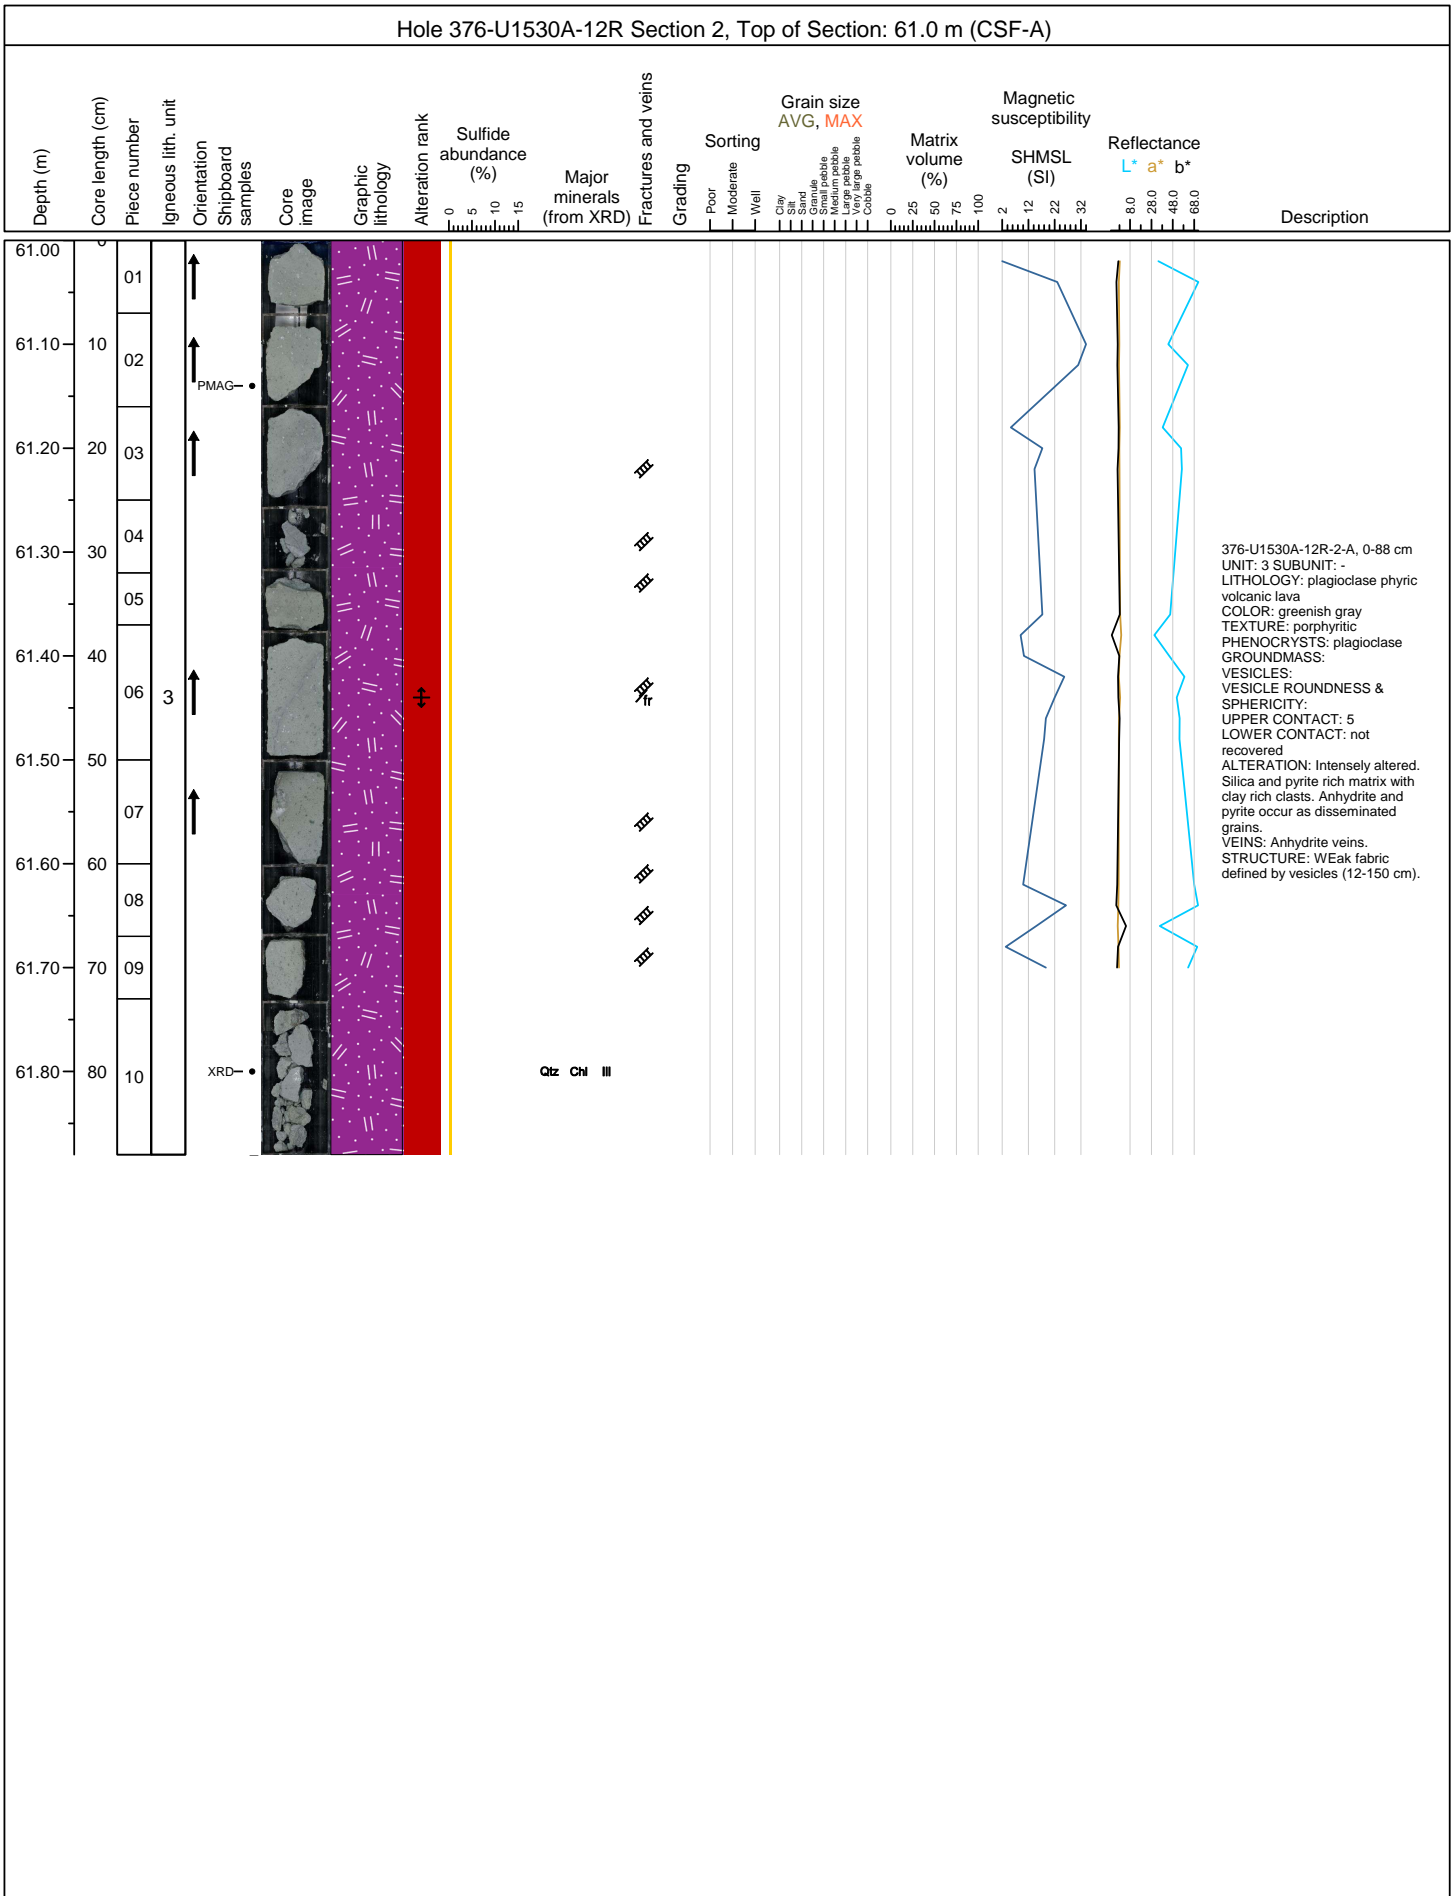 Hole 376-U1530A-12R Section 2, Top of Section: 61.0 m (CSF-A)
Depth (m)
Core length (cm)
Piece number
Igneous lith. unit
Orientation
Shipboard
samples
Core
image
Graphic
lithology
Alteration rank
Sulfide
abundance
(%)
0 5 10 15
Major
minerals
(from XRD)
Fractures and veins
Grading
Sorting
Poor
Moderate
Well
Grain size
AVG, MAX
Clay
Silt
Sand
Granule
Small pebble
Medium pebble
Large pebble
Very large pebble
Cobble
Matrix
volume
(%)
0 25 50 75 100
Magnetic
susceptibility
SHMSL
(SI)
2 12 22 32
Reflectance
L* a* b*
8.0 28.0 48.0 68.0
Description
61.00 0
01
61.10 10
02
PMAG
61.20 20
03
04
61.30 30
05
61.40 40
06
3
fr
61.50 50
07
61.60 60
08
61.70 70
09
61.80 80
10
XRD
Qtz Chl Ill
376-U1530A-12R-2-A, 0-88 cm
UNIT: 3 SUBUNIT: -
LITHOLOGY: plagioclase phyric
volcanic lava
COLOR: greenish gray
TEXTURE: porphyritic
PHENOCRYSTS: plagioclase
GROUNDMASS:
VESICLES:
VESICLE ROUNDNESS &
SPHERICITY:
UPPER CONTACT: 5
LOWER CONTACT: not
recovered
ALTERATION: Intensely altered.
Silica and pyrite rich matrix with
clay rich clasts. Anhydrite and
pyrite occur as disseminated
grains.
VEINS: Anhydrite veins.
STRUCTURE: WEak fabric
defined by vesicles (12-150 cm).